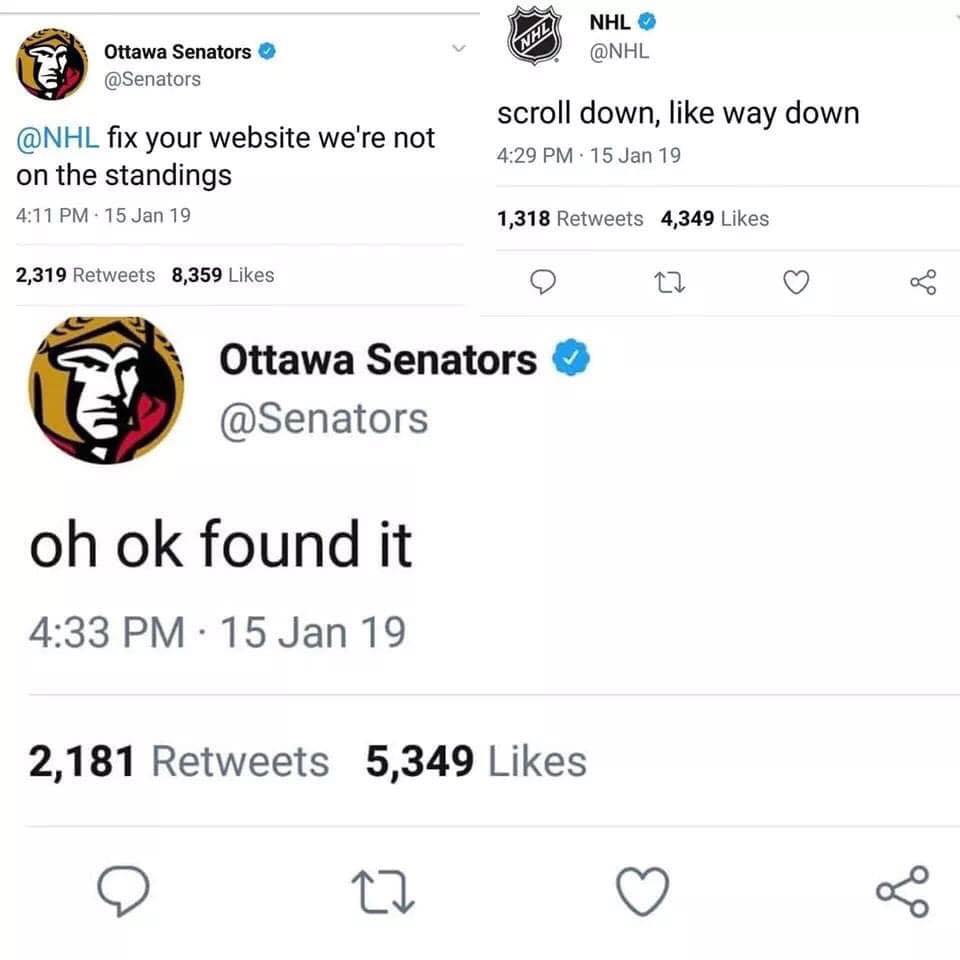 Ottawa Senators
@Senators
@NHL fix your website we're not
on the standings
4:11 PM · 15 Jan 19
2,319 Retweets 8,359 Likes
NHL
NHL
@NHL
scroll down, like way down
4:29 PM · 15 Jan 19
1,318 Retweets 4,349 Likes
Ottawa Senators
@Senators
oh ok found it
4:33 PM · 15 Jan 19
2,181 Retweets 5,349 Likes